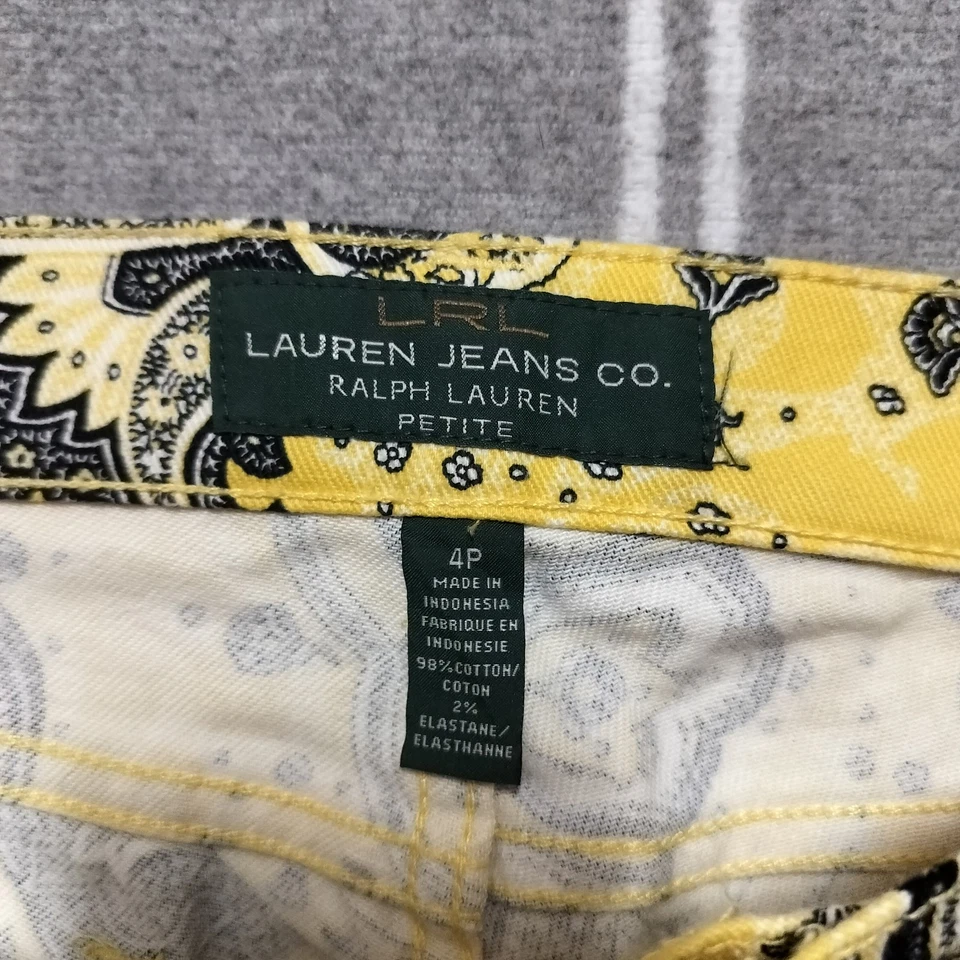 LRL
LAUREN JEANS CO.
RALPH LAUREN
PETITE
4P
MADE IN
INDONESIA
FABRIQUE EN
INDONESIE
98% COTTON/
COTON
2%
ELASTANE/
ELASTHANNE